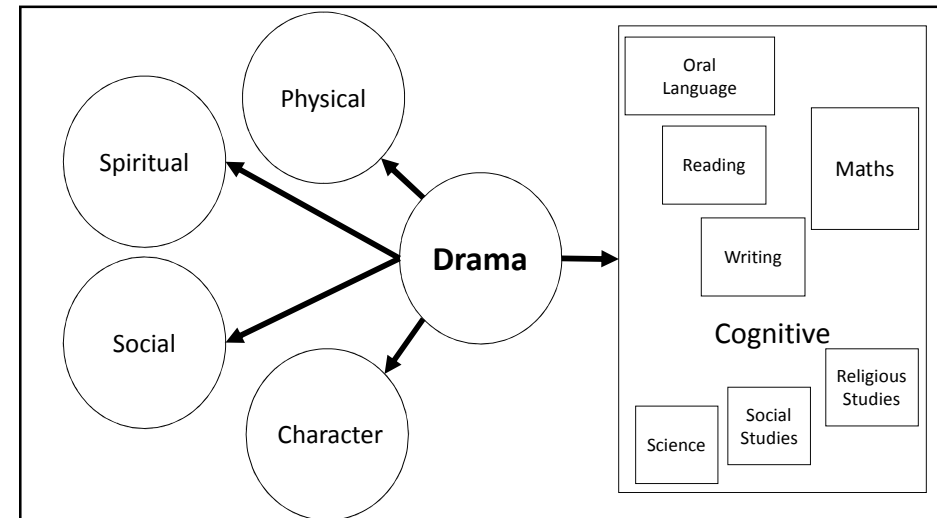 Physical
Spiritual
Drama
Social
Character
Oral
Language
Reading
Maths
Writing
Cognitive
Religious
Studies
Social
Studies
Science